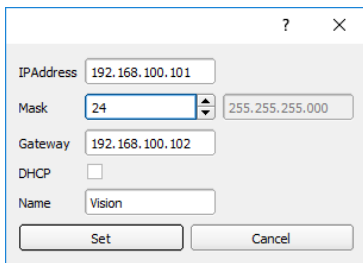 ?
IPAddress 192.168.100.101
Mask 24 255.255.255.000
Gateway 192.168.100.102
DHCP
Name Vision
Set Cancel